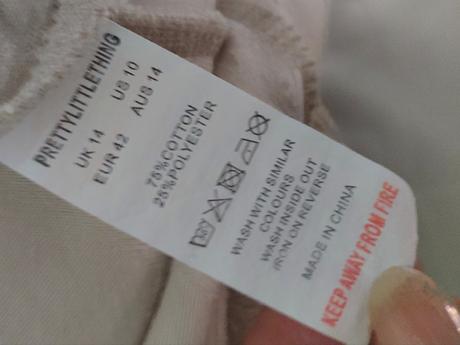 PRETTYLITTLETHING
UK 14 US 10
EUR 42 AUS 14
75%COTTON
25%POLYESTER
WASH WITH SIMILAR
COLOURS
WASH INSIDE OUT
IRON ON REVERSE
MADE IN CHINA
KEEP AWAY FROM FIRE